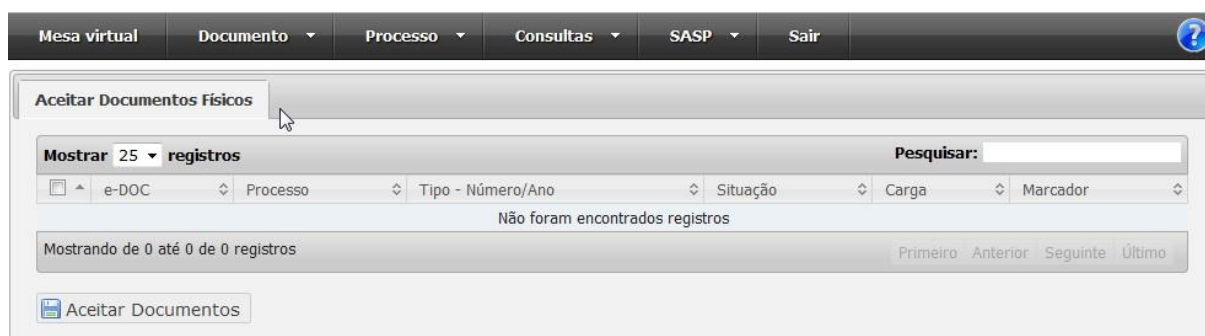 Mesa virtual Documento Processo Consultas SASP Sair ?
Aceitar Documentos Físicos
Mostrar 25 registros Pesquisar:
e-DOC Processo Tipo - Número/Ano Situação Carga Marcador
Não foram encontrados registros
Mostrando de 0 até 0 de 0 registros Primeiro Anterior Seguinte Último
Aceitar Documentos